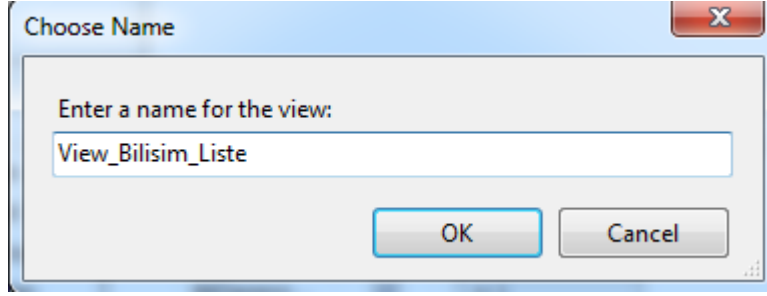 Choose Name
Enter a name for the view:
View_Bilisim_Liste
OK Cancel